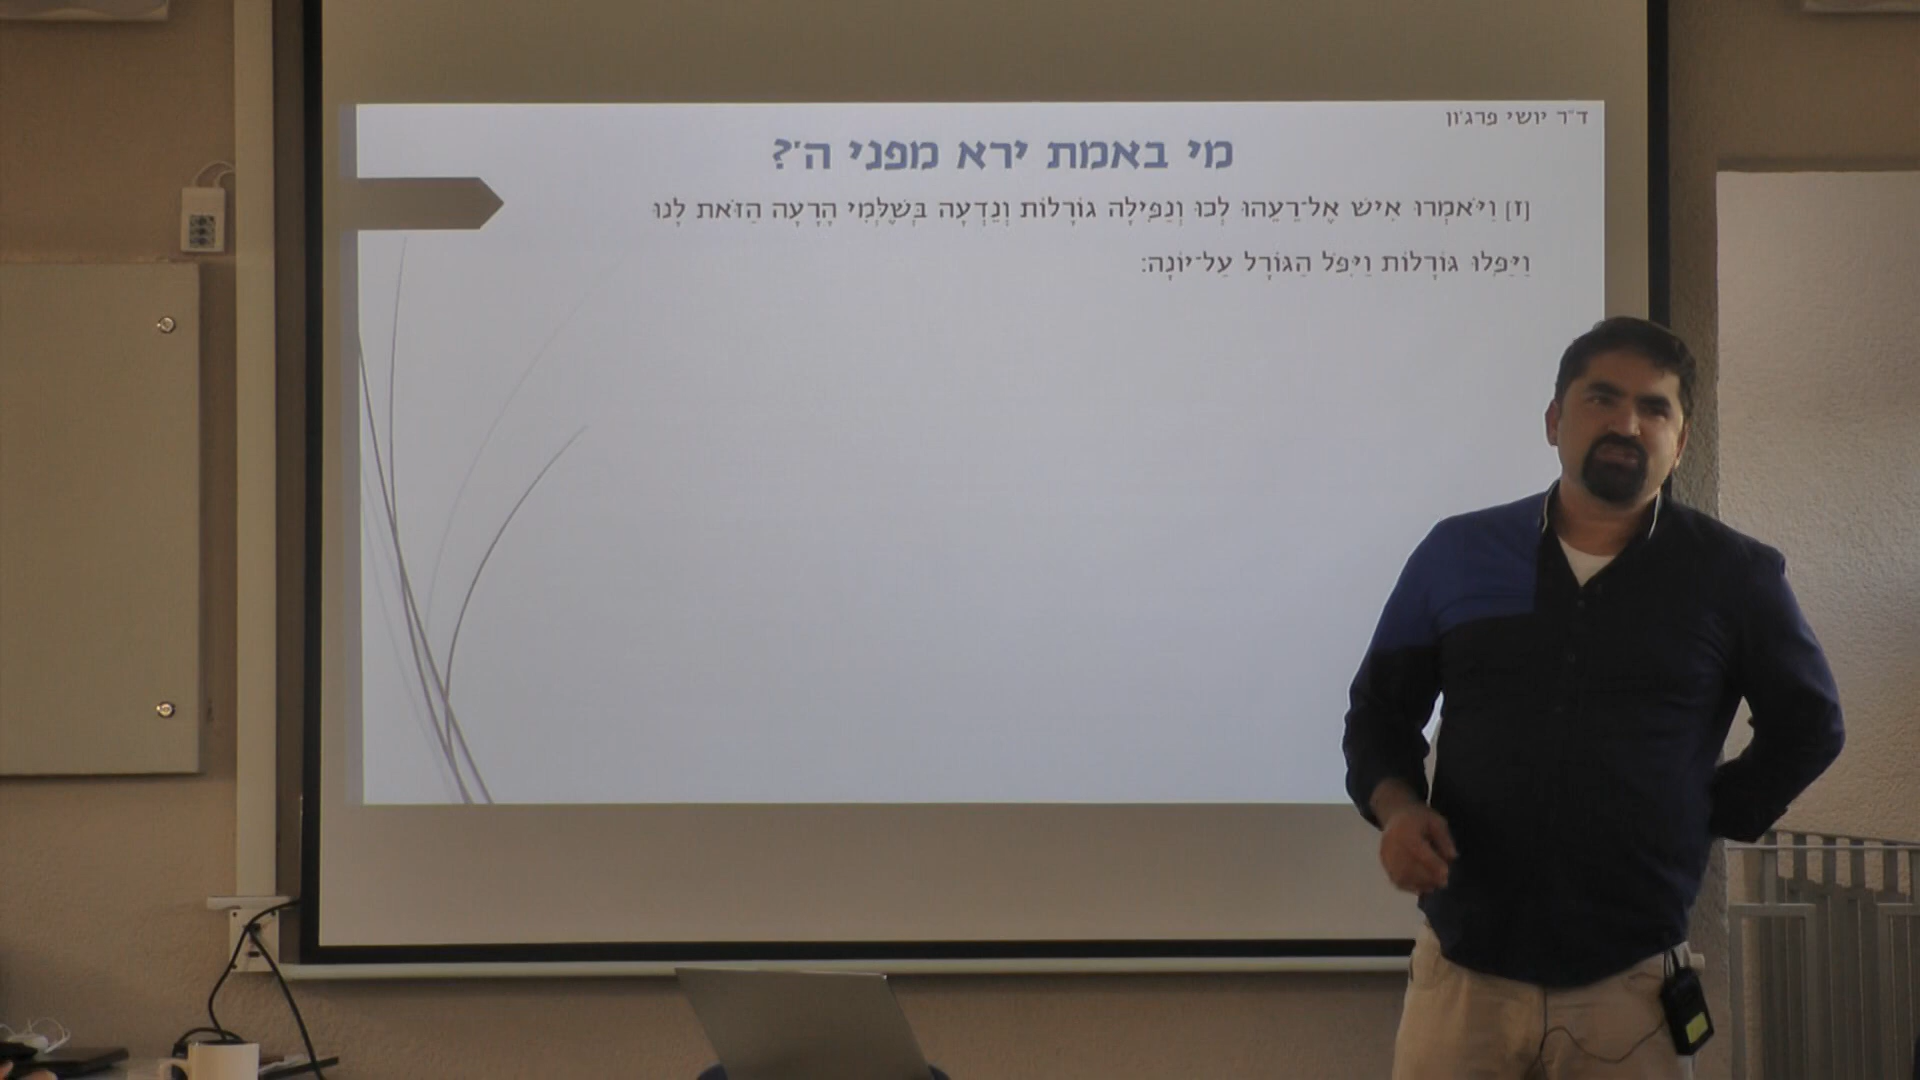 ד״ר יושי פרג׳ון
מי באמת ירא מפני ה׳?
[ז] וַיֹּאמְרוּ אִישׁ אֶל־רֵעֵהוּ לְכוּ וְנַפִּילָה גוֹרָלוֹת וְנֵדְעָה בְּשֶׁלְּמִי הָרָעָה הַזֹּאת לָנוּ
וַיַּפִּלוּ גּוֹרָלוֹת וַיִּפֹּל הַגּוֹרָל עַל־יוֹנָה: